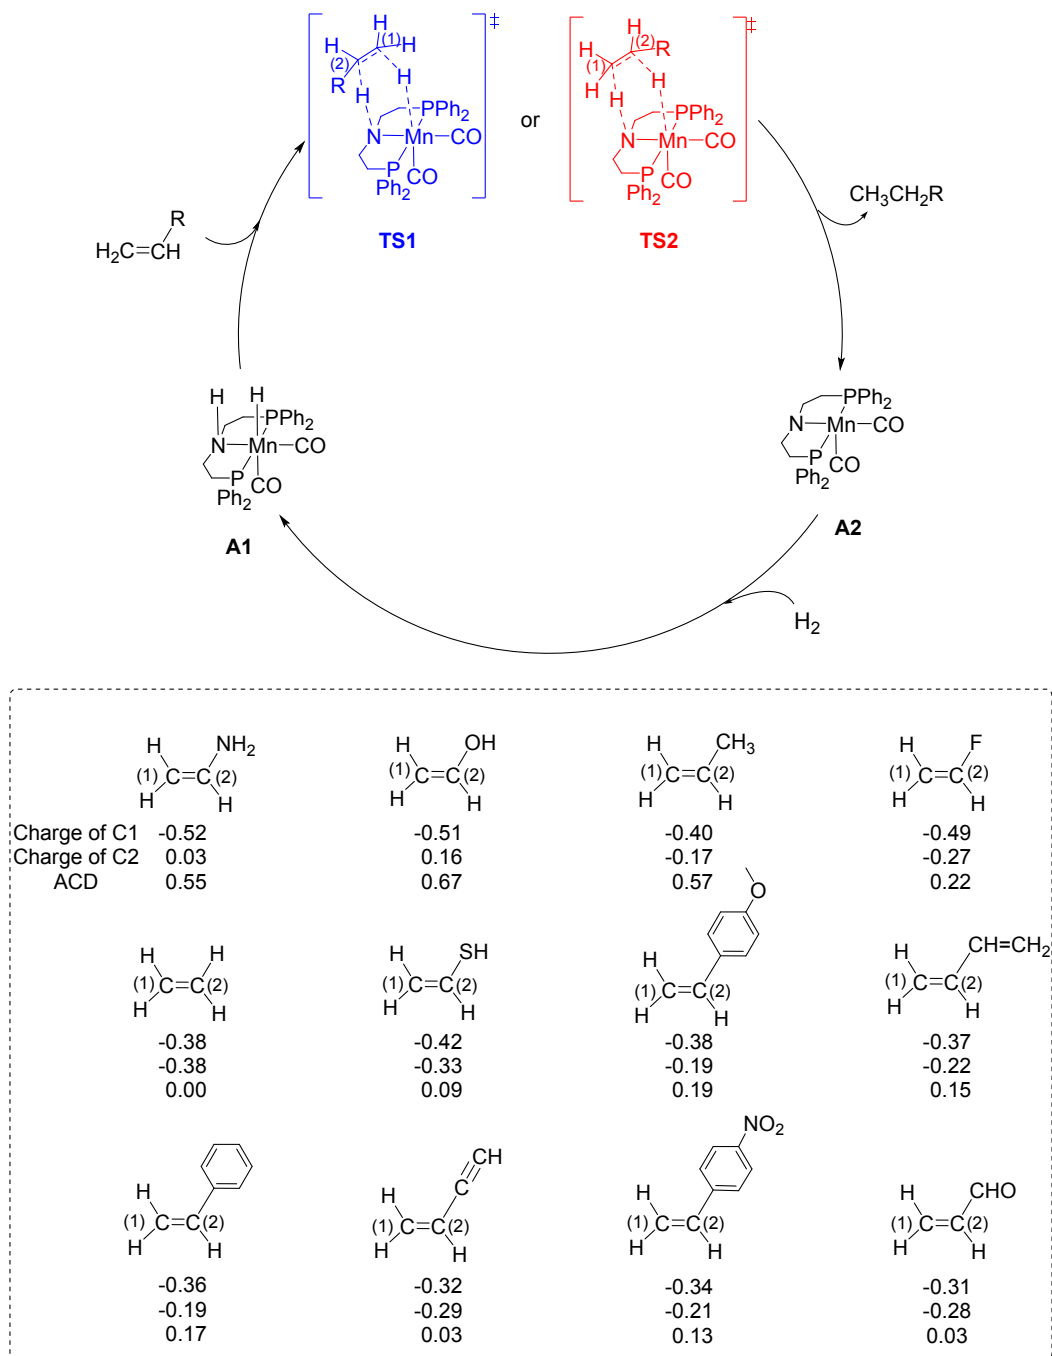 H H ‡
(1) H
(2)
R H H
PPh2
N Mn CO
P CO
Ph2
TS1
or
H ‡
H (2) R
(1)
H H H
PPh2
N Mn CO
P CO
Ph2
TS2
CH3CH2R
R
H2C=CH
H H
PPh2
N Mn CO
P CO
Ph2
A1
PPh2
N Mn CO
P CO
Ph2
A2
H2
H NH2 H OH H CH3 H F
(1) C=C (2) (1) C=C (2) (1) C=C (2) (1) C=C (2)
H H H H H H H H
Charge of C1 -0.52 -0.51 -0.40 -0.49
Charge of C2 0.03 0.16 -0.17 -0.27
ACD 0.55 0.67 0.57 0.22
O
H H H SH H H CH=CH2
(1) C=C (2) (1) C=C (2) (1) C=C (2) (1) C=C (2)
H H H H H H H H
-0.38 -0.42 -0.38 -0.37
-0.38 -0.33 -0.19 -0.22
0.00 0.09 0.19 0.15
NO2
CH
C
H H H H CHO
(1) C=C (2) (1) C=C (2) (1) C=C (2) (1) C=C (2)
H H H H H H H H
-0.36 -0.32 -0.34 -0.31
-0.19 -0.29 -0.21 -0.28
0.17 0.03 0.13 0.03